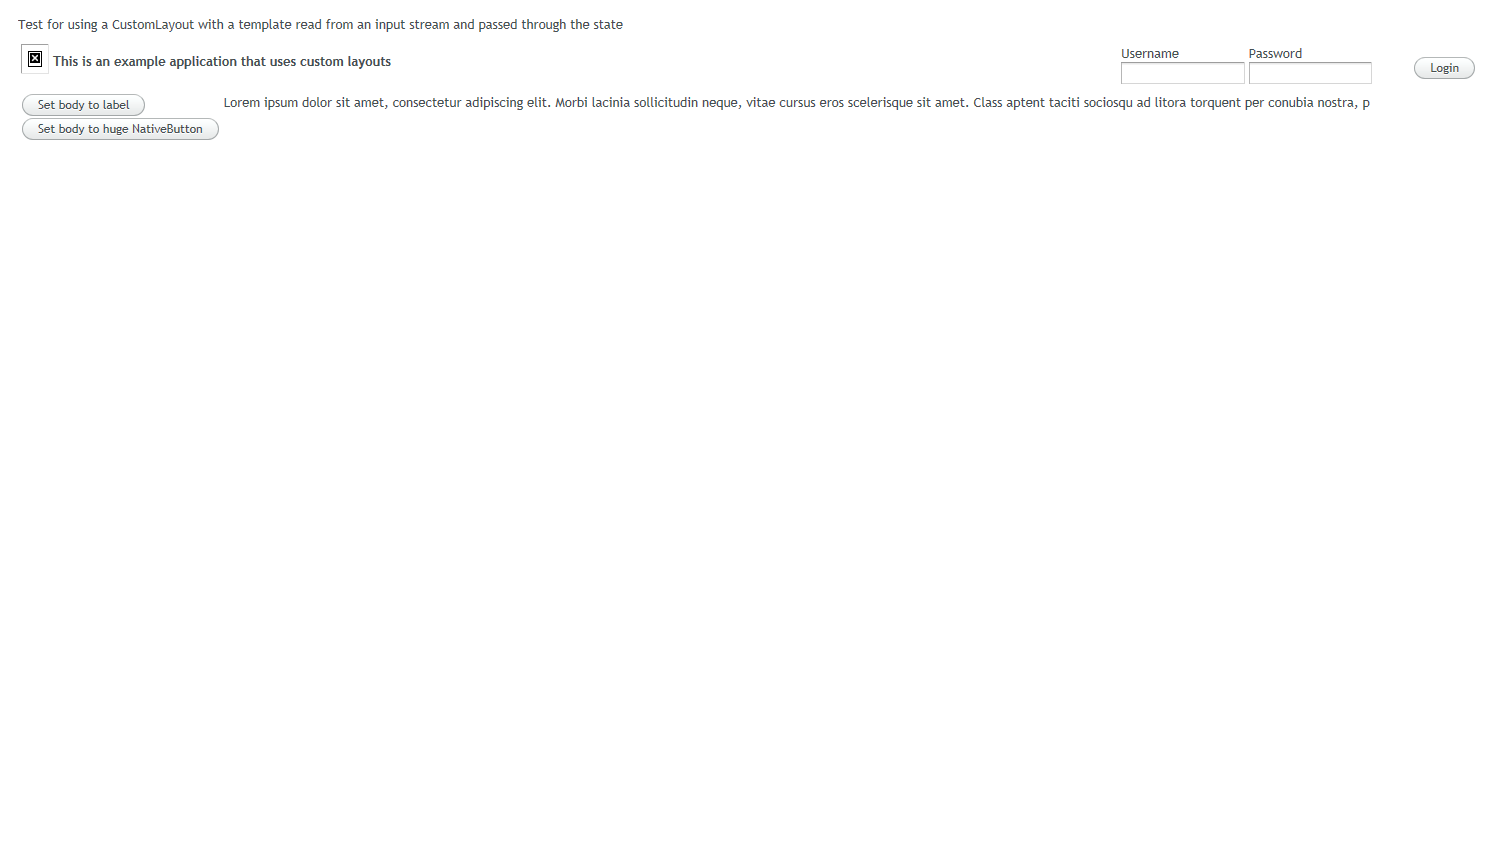 Test for using a CustomLayout with a template read from an input stream and passed through the state
This is an example application that uses custom layouts
Username
Password
Login
Set body to label
Lorem ipsum dolor sit amet, consectetur adipiscing elit. Morbi lacinia sollicitudin neque, vitae cursus eros scelerisque sit amet. Class aptent taciti sociosqu ad litora torquent per conubia nostra, p
Set body to huge NativeButton